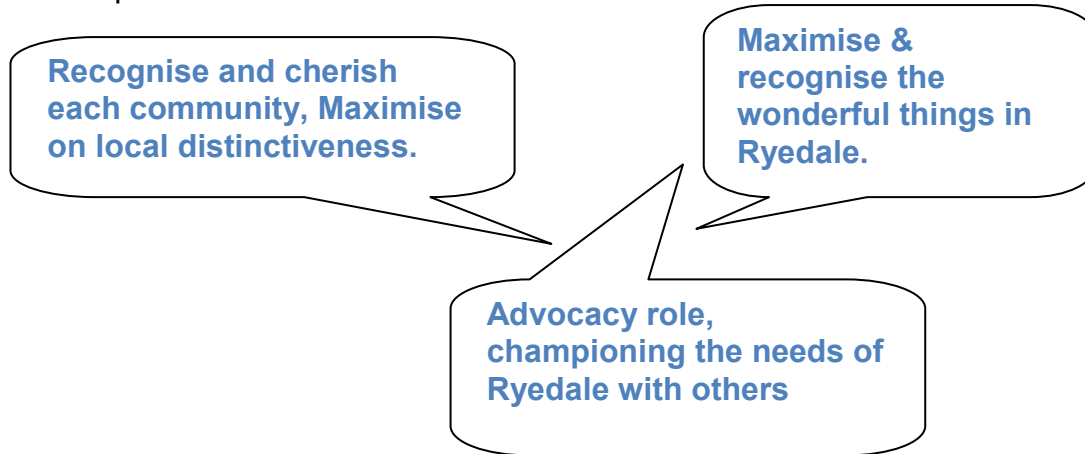 Recognise and cherish
each community, Maximise
on local distinctiveness.
Maximise &
recognise the
wonderful things in
Ryedale.
Advocacy role,
championing the needs of
Ryedale with others